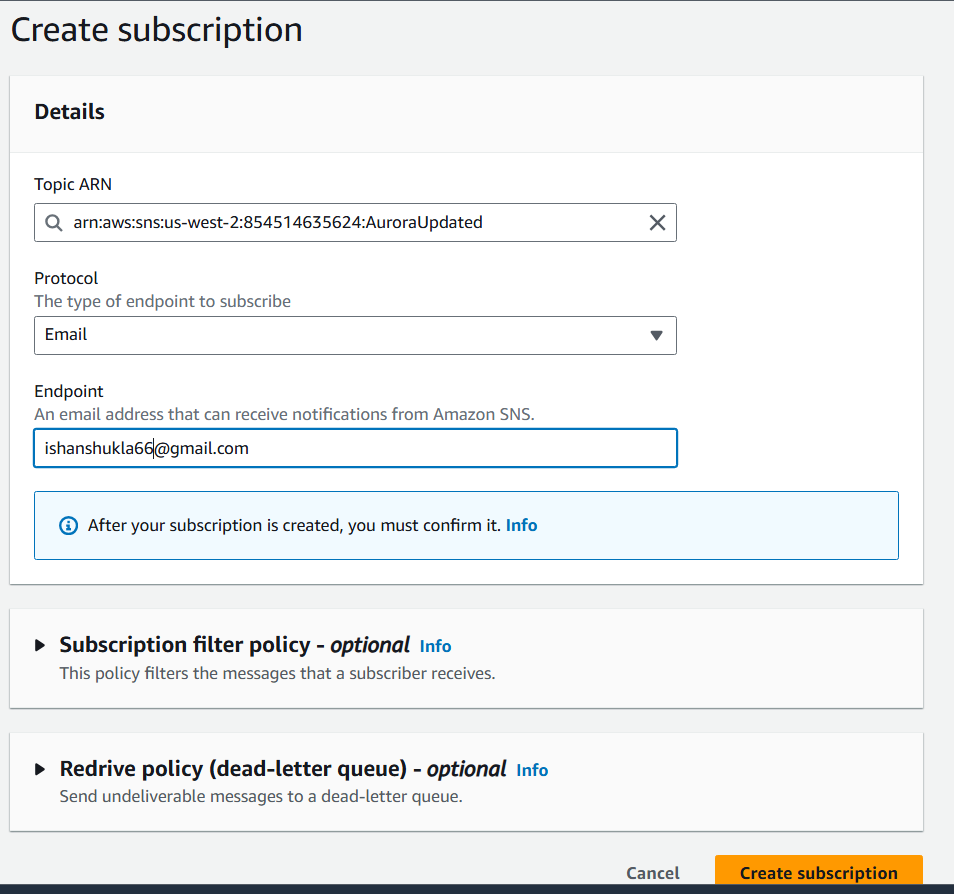 Create subscription
Details
Topic ARN
arn:aws:sns:us-west-2:854514635624:AuroraUpdated
Protocol
The type of endpoint to subscribe
Email
Endpoint
An email address that can receive notifications from Amazon SNS.
ishanshukla66@gmail.com
After your subscription is created, you must confirm it. Info
Subscription filter policy - optional Info
This policy filters the messages that a subscriber receives.
Redrive policy (dead-letter queue) - optional Info
Send undeliverable messages to a dead-letter queue.
Cancel Create subscription